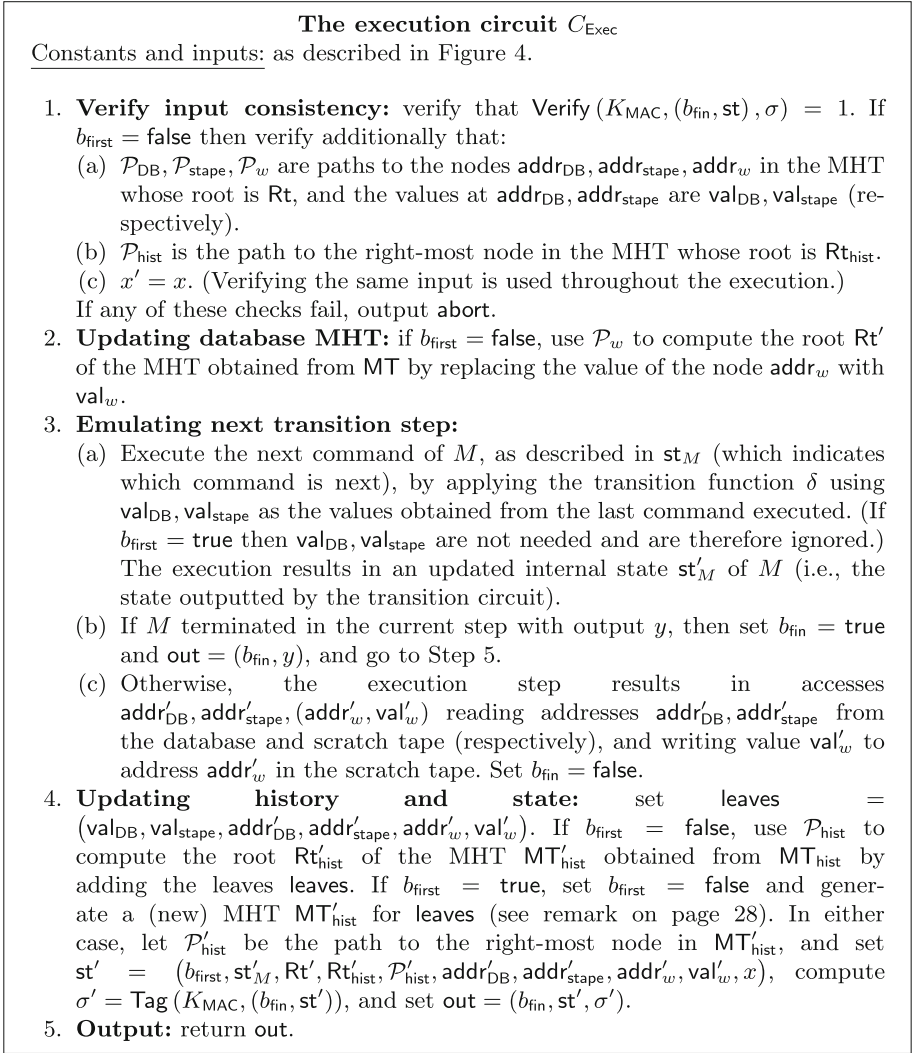 The execution circuit C_Exec
Constants and inputs: as described in Figure 4.
1. Verify input consistency: verify that Verify (K_MAC, (b_fin, st) , σ) = 1. If
b_first = false then verify additionally that:
(a) P_DB, P_stape, P_w are paths to the nodes addr_DB, addr_stape, addr_w in the MHT
whose root is Rt, and the values at addr_DB, addr_stape are val_DB, val_stape (re-
spectively).
(b) P_hist is the path to the right-most node in the MHT whose root is Rt_hist.
(c) x′ = x. (Verifying the same input is used throughout the execution.)
If any of these checks fail, output abort.
2. Updating database MHT: if b_first = false, use P_w to compute the root Rt′
of the MHT obtained from MT by replacing the value of the node addr_w with
val_w.
3. Emulating next transition step:
(a) Execute the next command of M, as described in st_M (which indicates
which command is next), by applying the transition function δ using
val_DB, val_stape as the values obtained from the last command executed. (If
b_first = true then val_DB, val_stape are not needed and are therefore ignored.)
The execution results in an updated internal state st′_M of M (i.e., the
state outputted by the transition circuit).
(b) If M terminated in the current step with output y, then set b_fin = true
and out = (b_fin, y), and go to Step 5.
(c) Otherwise, the execution step results in accesses
addr′_DB, addr′_stape, (addr′_w, val′_w) reading addresses addr′_DB, addr′_stape from
the database and scratch tape (respectively), and writing value val′_w to
address addr′_w in the scratch tape. Set b_fin = false.
4. Updating history and state: set leaves =
(val_DB, val_stape, addr′_DB, addr′_stape, addr′_w, val′_w). If b_first = false, use P_hist to
compute the root Rt′_hist of the MHT MT′_hist obtained from MT_hist by
adding the leaves leaves. If b_first = true, set b_first = false and gener-
ate a (new) MHT MT′_hist for leaves (see remark on page 28). In either
case, let P′_hist be the path to the right-most node in MT′_hist, and set
st′ = (b_first, st′_M, Rt′, Rt′_hist, P′_hist, addr′_DB, addr′_stape, addr′_w, val′_w, x), compute
σ′ = Tag (K_MAC, (b_fin, st′)), and set out = (b_fin, st′, σ′).
5. Output: return out.